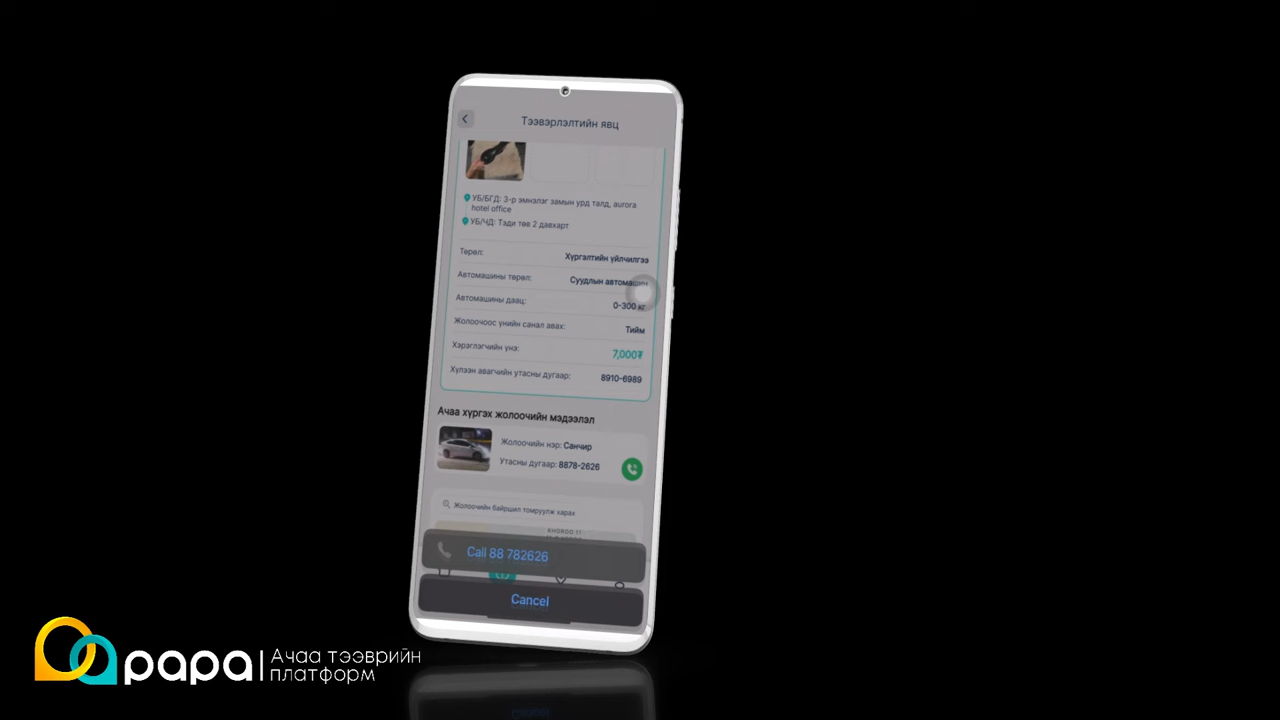 Тээвэрлэлтийн явц
УБ/БГД: 3-р эмнэлэг замын урд талд, aurora
hotel office
УБ/ЧД: Тэди төв 2 давхарт
Төрөл: Хүргэлтийн үйлчилгээ
Автомашины төрөл: Суудлын автомашин
Автомашины даац: 0-300 кг
Жолоочоос үнийн санал авах: Тийм
Хэрэглэгчийн үнэ: 7,000₮
Хүлээн авагчийн утасны дугаар: 8910-6989
Ачаа хүргэх жолоочийн мэдээлэл
Жолоочийн нэр: Санчир
Утасны дугаар: 8878-2626
Жолоочийн байршил томруулж харах
KHOROO 11
Call 88 782626
Cancel
papa
Ачаа тээврийн
платформ